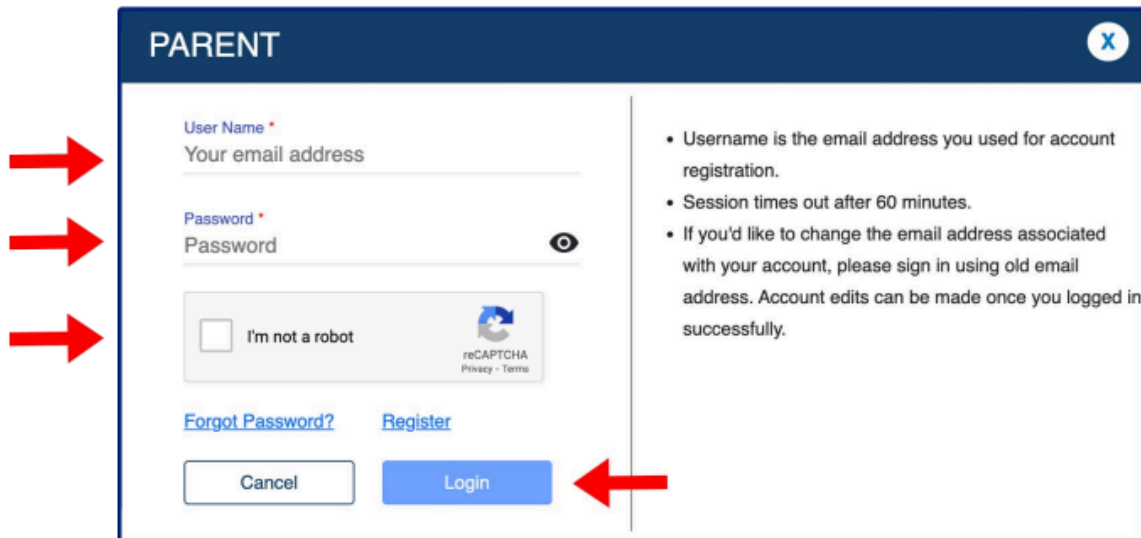 PARENT
X
User Name *
Your email address
Password *
Password
I'm not a robot
reCAPTCHA
Privacy - Terms
Forgot Password?
Register
Cancel
Login
• Username is the email address you used for account
registration.
• Session times out after 60 minutes.
• If you'd like to change the email address associated
with your account, please sign in using old email
address. Account edits can be made once you logged in
successfully.